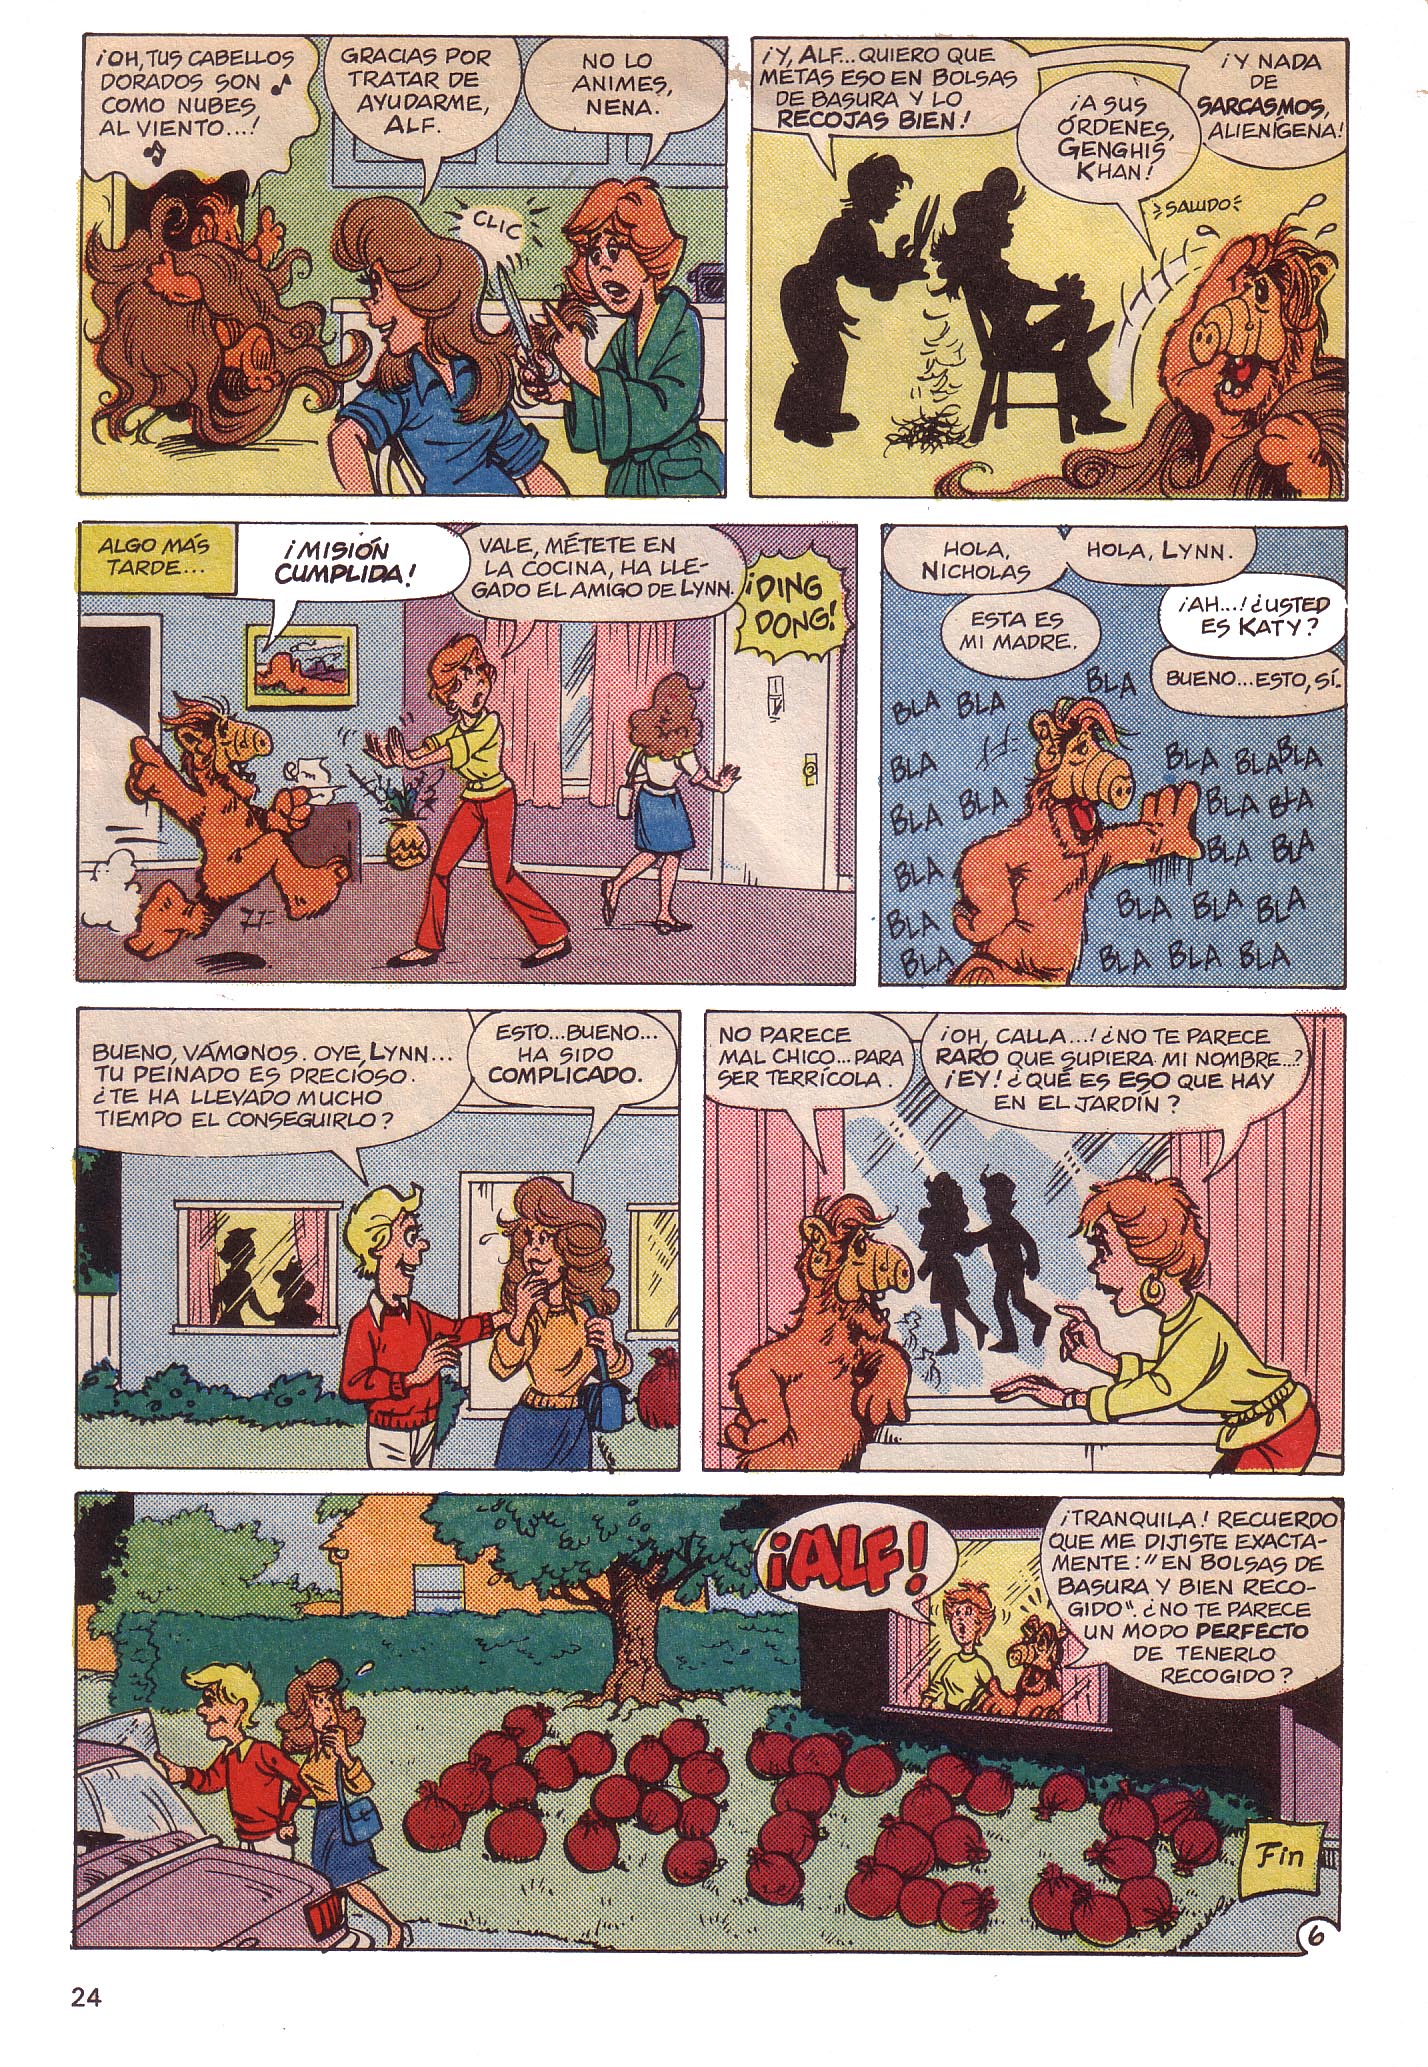 ¡OH, TUS CABELLOS
DORADOS SON
COMO NUBES
AL VIENTO...!
GRACIAS POR
TRATAR DE
AYUDARME,
ALF.
NO LO
ANIMES,
NENA.
CLIC
¡Y, ALF...QUIERO QUE
METAS ESO EN BOLSAS
DE BASURA Y LO
RECOJAS BIEN!
¡A SUS
ÓRDENES,
GENGHIS
KHAN!
¡Y NADA
DE
SARCASMOS,
ALIENÍGENA!
SALUDO
ALGO MÁS
TARDE...
¡MISIÓN
CUMPLIDA!
VALE, MÉTETE EN
LA COCINA, HA LLE-
GADO EL AMIGO DE LYNN.
¡DING
DONG!
HOLA,
NICHOLAS
HOLA, LYNN.
ESTA ES
MI MADRE.
¡AH...! ¿USTED
ES KATY?
BUENO...ESTO, SÍ.
BLA BLA BLA
BLA BLA BLA BLA
BLA BLA BLA BLA
BLA BLA BLA
BLA BLA BLA BLA
BLA BLA BLA BLA
BUENO, VÁMONOS. OYE, LYNN...
TU PEINADO ES PRECIOSO.
¿TE HA LLEVADO MUCHO
TIEMPO EL CONSEGUIRLO?
ESTO...BUENO...
HA SIDO
COMPLICADO.
NO PARECE
MAL CHICO...PARA
SER TERRÍCOLA.
¡OH, CALLA...! ¿NO TE PARECE
RARO QUE SUPIERA MI NOMBRE...?
¡EY! ¿QUÉ ES ESO QUE HAY
EN EL JARDÍN?
¡ALF!
¡TRANQUILA! RECUERDO
QUE ME DIJISTE EXACTA-
MENTE: "EN BOLSAS DE
BASURA Y BIEN RECO-
GIDO". ¿NO TE PARECE
UN MODO PERFECTO
DE TENERLO
RECOGIDO?
Fin
6
24